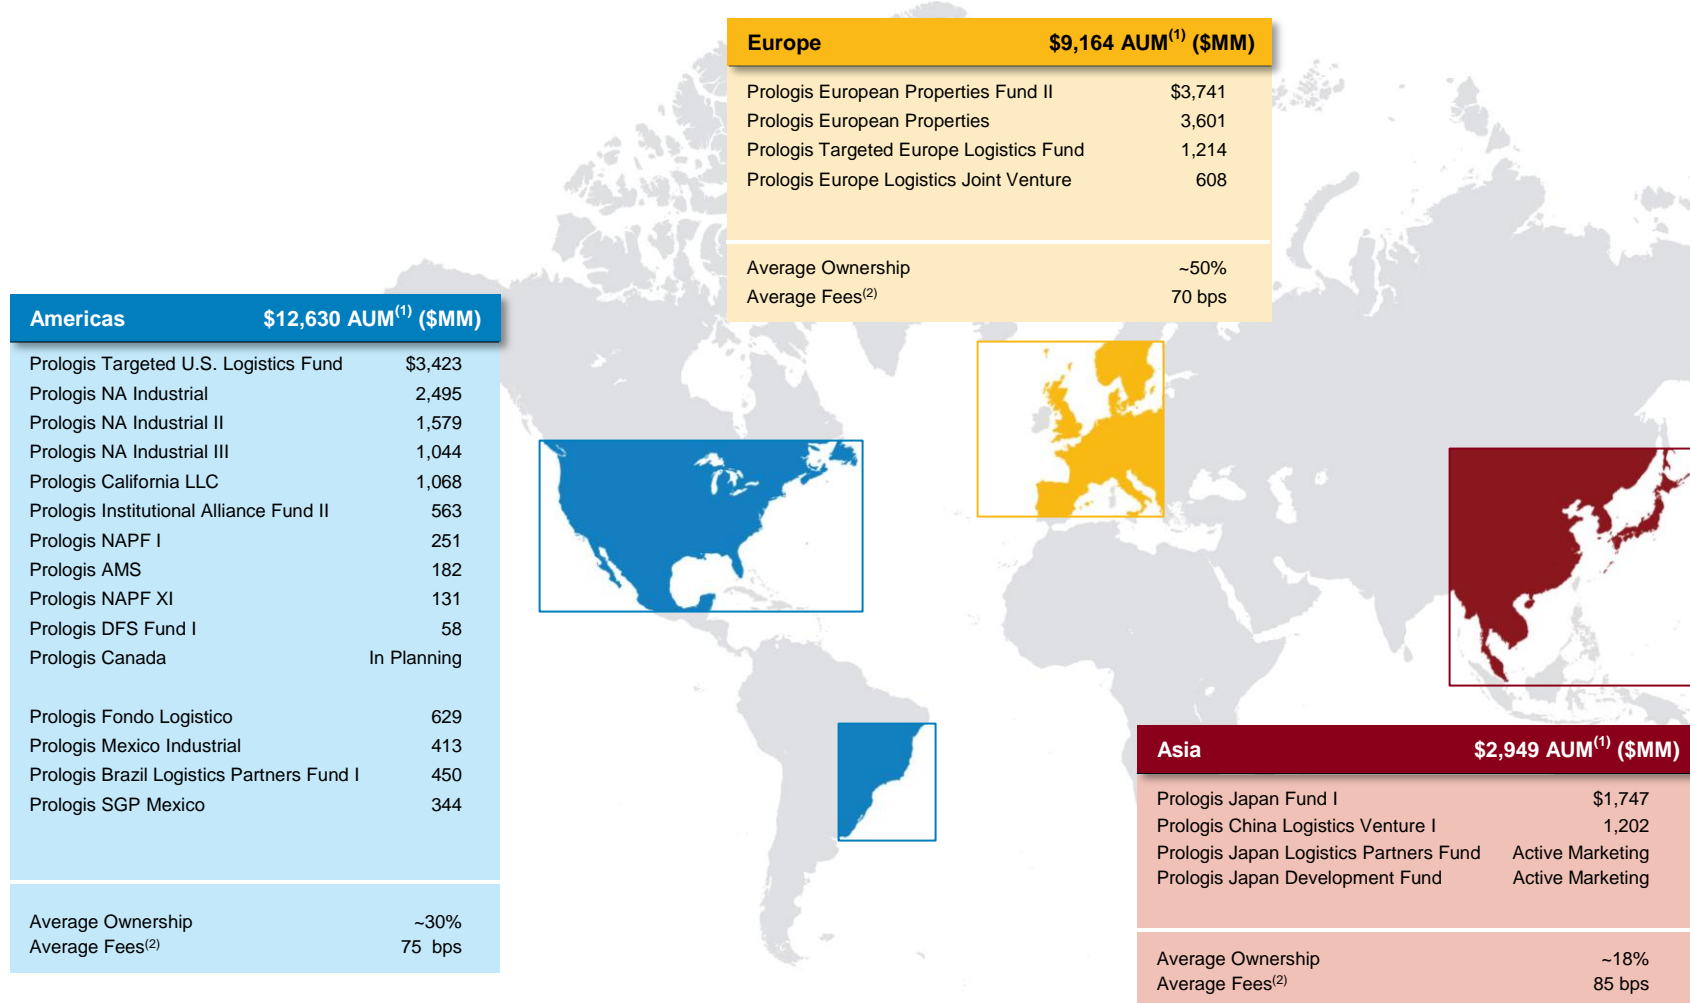 Europe $9,164 AUM(1) ($MM)
Prologis European Properties Fund II $3,741
Prologis European Properties 3,601
Prologis Targeted Europe Logistics Fund 1,214
Prologis Europe Logistics Joint Venture 608
Average Ownership ~50%
Average Fees(2) 70 bps
Americas $12,630 AUM(1) ($MM)
Prologis Targeted U.S. Logistics Fund $3,423
Prologis NA Industrial 2,495
Prologis NA Industrial II 1,579
Prologis NA Industrial III 1,044
Prologis California LLC 1,068
Prologis Institutional Alliance Fund II 563
Prologis NAPF I 251
Prologis AMS 182
Prologis NAPF XI 131
Prologis DFS Fund I 58
Prologis Canada In Planning
Prologis Fondo Logistico 629
Prologis Mexico Industrial 413
Prologis Brazil Logistics Partners Fund I 450
Prologis SGP Mexico 344
Average Ownership ~30%
Average Fees(2) 75 bps
Asia $2,949 AUM(1) ($MM)
Prologis Japan Fund I $1,747
Prologis China Logistics Venture I 1,202
Prologis Japan Logistics Partners Fund Active Marketing
Prologis Japan Development Fund Active Marketing
Average Ownership ~18%
Average Fees(2) 85 bps